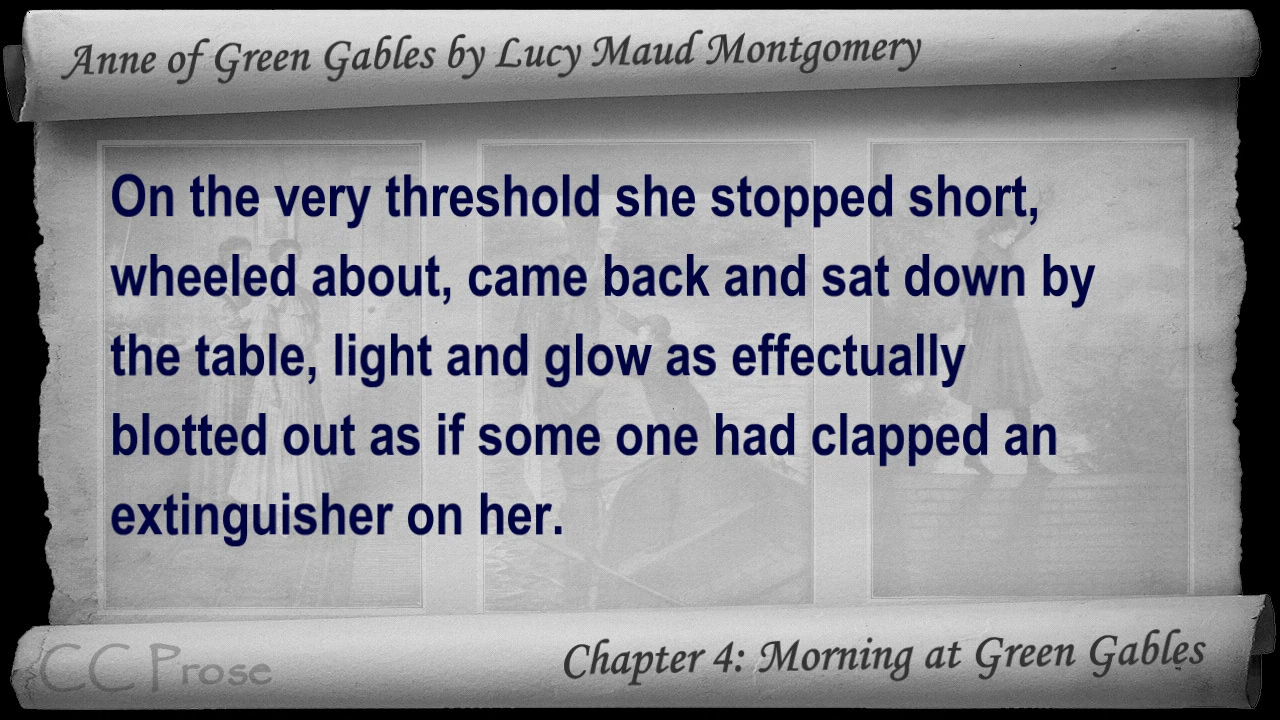 Anne of Green Gables by Lucy Maud Montgomery
On the very threshold she stopped short,
wheeled about, came back and sat down by
the table, light and glow as effectually
blotted out as if some one had clapped an
extinguisher on her.
CC Prose
Chapter 4: Morning at Green Gables